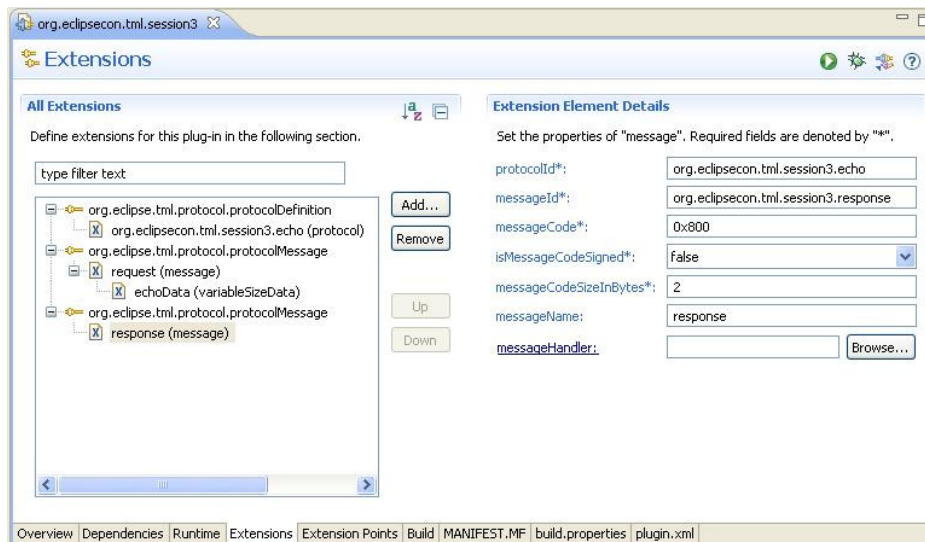 org.eclipsecon.tml.session3
Extensions
All Extensions
Define extensions for this plug-in in the following section.
type filter text
org.eclipse.tml.protocol.protocolDefinition
org.eclipsecon.tml.session3.echo (protocol)
org.eclipse.tml.protocol.protocolMessage
request (message)
echoData (variableSizeData)
org.eclipse.tml.protocol.protocolMessage
response (message)
Add...
Remove
Up
Down
Extension Element Details
Set the properties of "message". Required fields are denoted by "*".
protocolId*: org.eclipsecon.tml.session3.echo
messageId*: org.eclipsecon.tml.session3.response
messageCode*: 0x800
isMessageCodeSigned*: false
messageCodeSizeInBytes*: 2
messageName: response
messageHandler: Browse...
Overview Dependencies Runtime Extensions Extension Points Build MANIFEST.MF build.properties plugin.xml